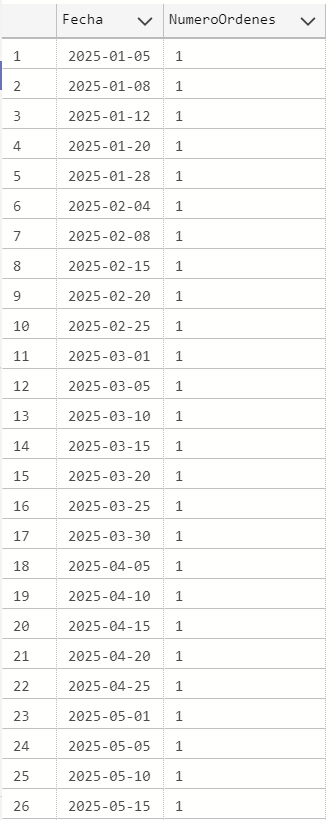 Fecha NumeroOrdenes
1 2025-01-05 1
2 2025-01-08 1
3 2025-01-12 1
4 2025-01-20 1
5 2025-01-28 1
6 2025-02-04 1
7 2025-02-08 1
8 2025-02-15 1
9 2025-02-20 1
10 2025-02-25 1
11 2025-03-01 1
12 2025-03-05 1
13 2025-03-10 1
14 2025-03-15 1
15 2025-03-20 1
16 2025-03-25 1
17 2025-03-30 1
18 2025-04-05 1
19 2025-04-10 1
20 2025-04-15 1
21 2025-04-20 1
22 2025-04-25 1
23 2025-05-01 1
24 2025-05-05 1
25 2025-05-10 1
26 2025-05-15 1